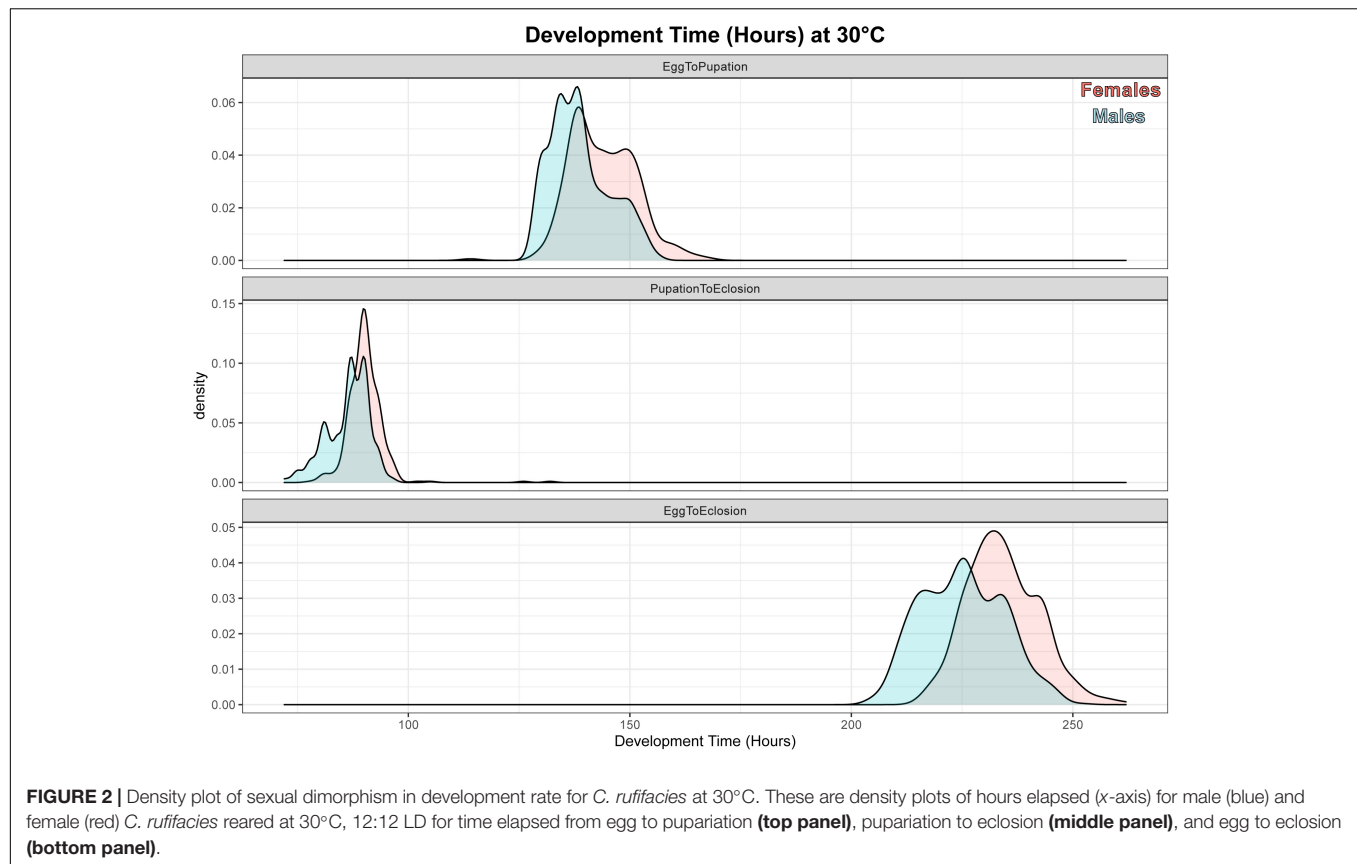 Development Time (Hours) at 30°C
EggToPupation
Females
Males
0.06
0.04
0.02
0.00
PupationToEclosion
0.15
0.10
0.05
0.00
density
EggToEclosion
0.05
0.04
0.03
0.02
0.01
0.00
100 150 200 250
Development Time (Hours)
FIGURE 2 | Density plot of sexual dimorphism in development rate for C. rufifacies at 30°C. These are density plots of hours elapsed (x-axis) for male (blue) and
female (red) C. rufifacies reared at 30°C, 12:12 LD for time elapsed from egg to pupariation (top panel), pupariation to eclosion (middle panel), and egg to eclosion
(bottom panel).